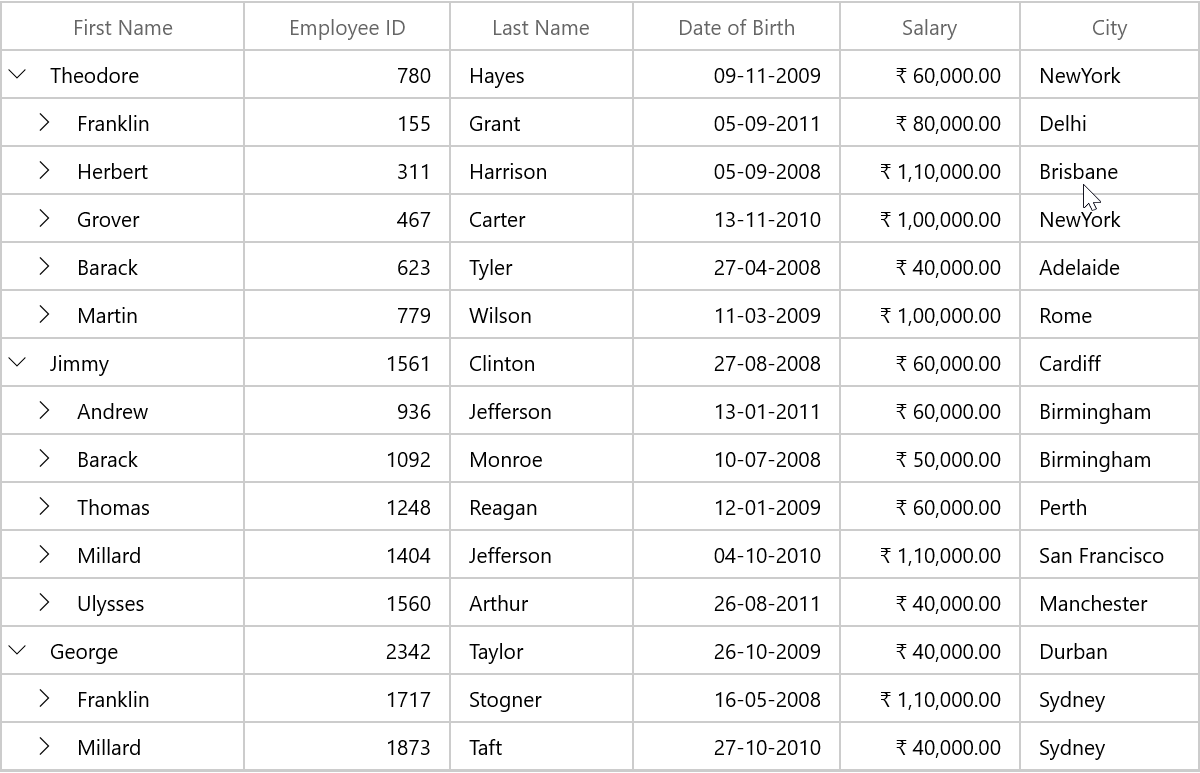 First Name Employee ID Last Name Date of Birth Salary City
Theodore 780 Hayes 09-11-2009 ₹ 60,000.00 NewYork
Franklin 155 Grant 05-09-2011 ₹ 80,000.00 Delhi
Herbert 311 Harrison 05-09-2008 ₹ 1,10,000.00 Brisbane
Grover 467 Carter 13-11-2010 ₹ 1,00,000.00 NewYork
Barack 623 Tyler 27-04-2008 ₹ 40,000.00 Adelaide
Martin 779 Wilson 11-03-2009 ₹ 1,00,000.00 Rome
Jimmy 1561 Clinton 27-08-2008 ₹ 60,000.00 Cardiff
Andrew 936 Jefferson 13-01-2011 ₹ 60,000.00 Birmingham
Barack 1092 Monroe 10-07-2008 ₹ 50,000.00 Birmingham
Thomas 1248 Reagan 12-01-2009 ₹ 60,000.00 Perth
Millard 1404 Jefferson 04-10-2010 ₹ 1,10,000.00 San Francisco
Ulysses 1560 Arthur 26-08-2011 ₹ 40,000.00 Manchester
George 2342 Taylor 26-10-2009 ₹ 40,000.00 Durban
Franklin 1717 Stogner 16-05-2008 ₹ 1,10,000.00 Sydney
Millard 1873 Taft 27-10-2010 ₹ 40,000.00 Sydney